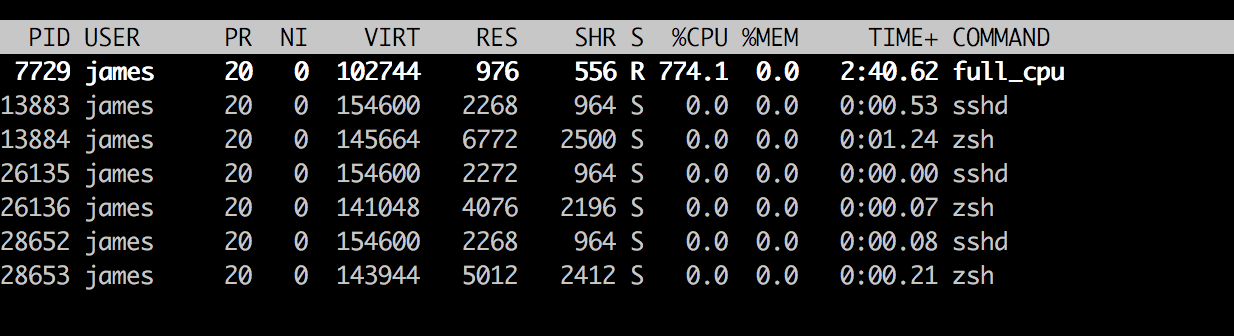 PID USER PR NI VIRT RES SHR S %CPU %MEM TIME+ COMMAND
7729 james 20 0 102744 976 556 R 774.1 0.0 2:40.62 full_cpu
13883 james 20 0 154600 2268 964 S 0.0 0.0 0:00.53 sshd
13884 james 20 0 145664 6772 2500 S 0.0 0.0 0:01.24 zsh
26135 james 20 0 154600 2272 964 S 0.0 0.0 0:00.00 sshd
26136 james 20 0 141048 4076 2196 S 0.0 0.0 0:00.07 zsh
28652 james 20 0 154600 2268 964 S 0.0 0.0 0:00.08 sshd
28653 james 20 0 143944 5012 2412 S 0.0 0.0 0:00.21 zsh